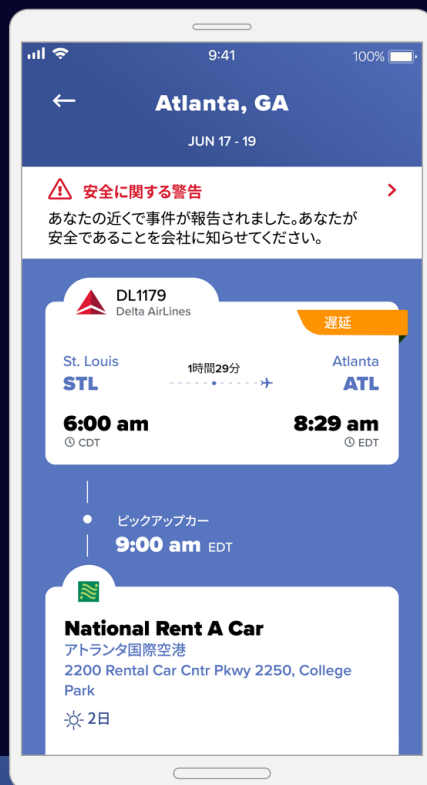 9:41
100%
Atlanta, GA
JUN 17 - 19
安全に関する警告
あなたの近くで事件が報告されました。あなたが
安全であることを会社に知らせてください。
DL1179
Delta AirLines
遅延
St. Louis
1時間29分
Atlanta
STL
ATL
6:00 am
8:29 am
CDT
EDT
ピックアップカー
9:00 am EDT
National Rent A Car
アトランタ国際空港
2200 Rental Car Cntr Pkwy 2250, College
Park
2日